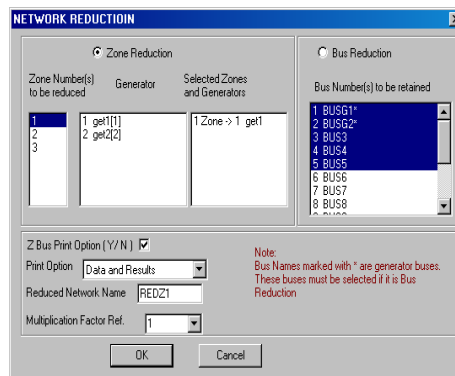 NETWORK REDUCTIOIN
Zone Reduction
Bus Reduction
Zone Number(s) to be reduced
Generator
Selected Zones and Generators
Bus Number(s) to be retained
1
2
3
1 get1[1]
2 get2[2]
1 Zone -> 1 get1
1 BUSG1*
2 BUSG2*
3 BUS3
4 BUS4
5 BUS5
6 BUS6
7 BUS7
8 BUS8
Z Bus Print Option ( Y / N )
Print Option
Data and Results
Reduced Network Name
REDZ1
Multiplication Factor Ref.
1
Note:
Bus Names marked with * are generator buses.
These buses must be selected if it is Bus
Reduction
OK
Cancel